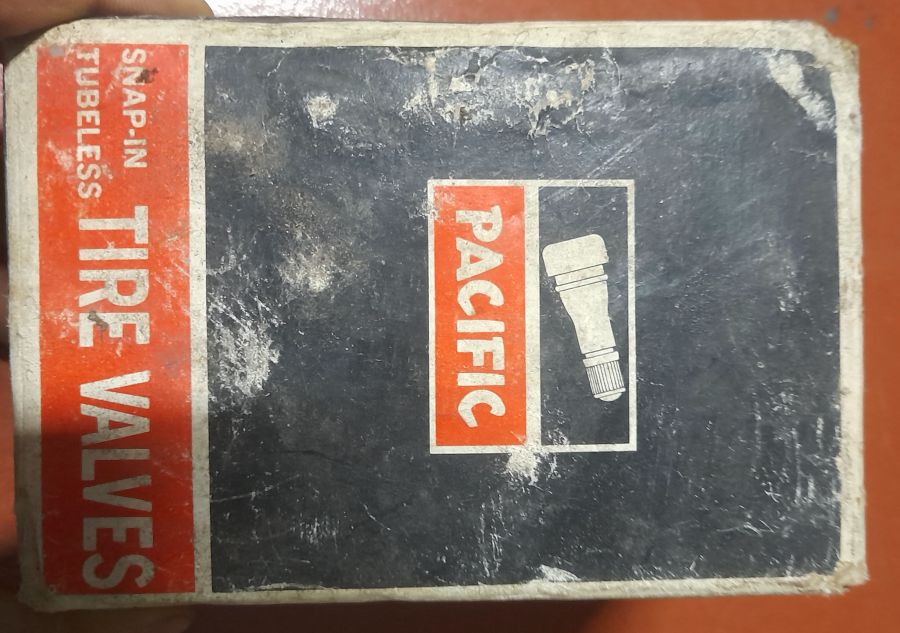 PACIFIC
SNAP-IN
TUBELESS TIRE VALVES